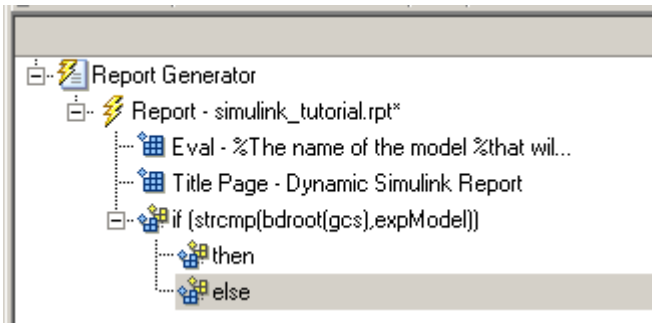 Report Generator
Report - simulink_tutorial.rpt*
Eval - %The name of the model %that wil...
Title Page - Dynamic Simulink Report
if (strcmp(bdroot(gcs),expModel))
then
else